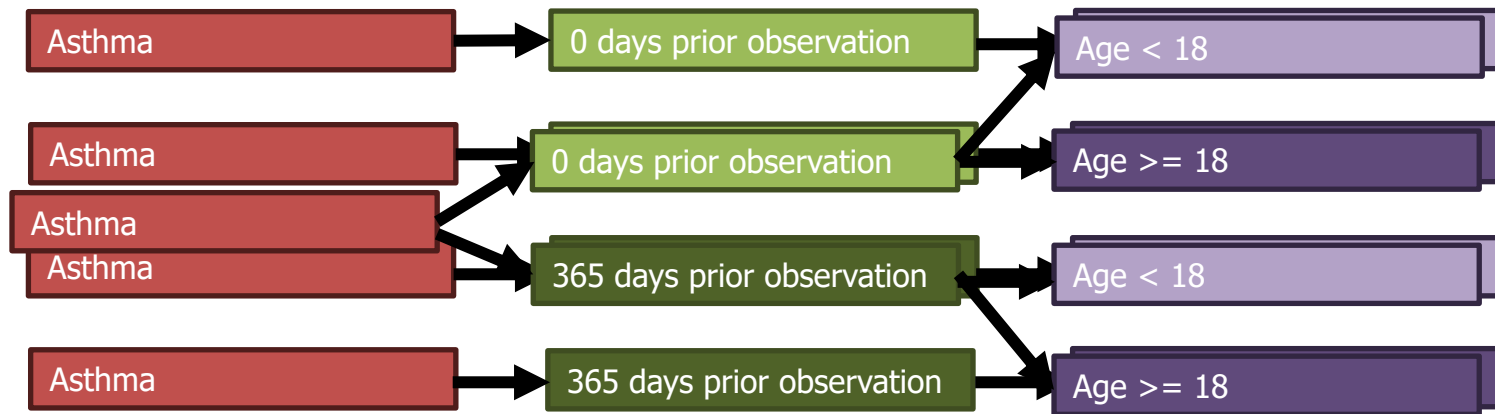 Asthma
0 days prior observation
Age < 18
Asthma
0 days prior observation
Age >= 18
Asthma
Asthma
365 days prior observation
Age < 18
Asthma
365 days prior observation
Age >= 18